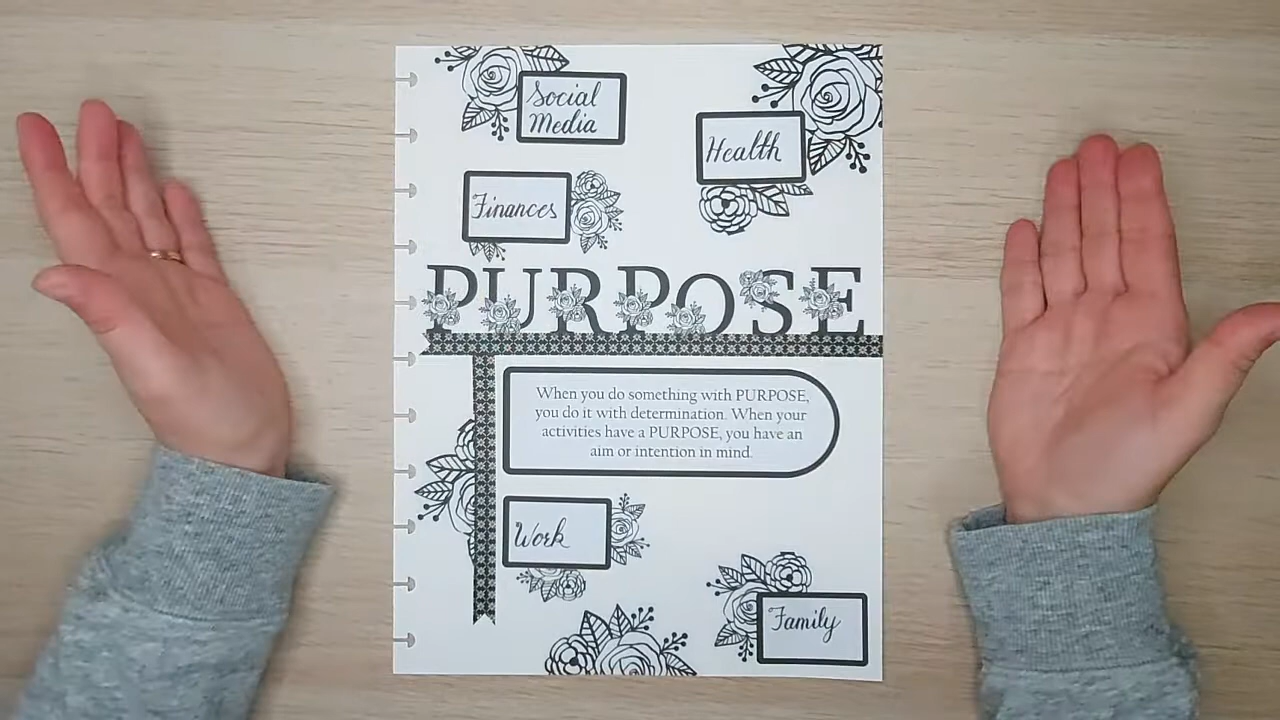 Social
Media
Health
Finances
PURPOSE
When you do something with PURPOSE,
you do it with determination. When your
activities have a PURPOSE, you have an
aim or intention in mind.
Work
Family